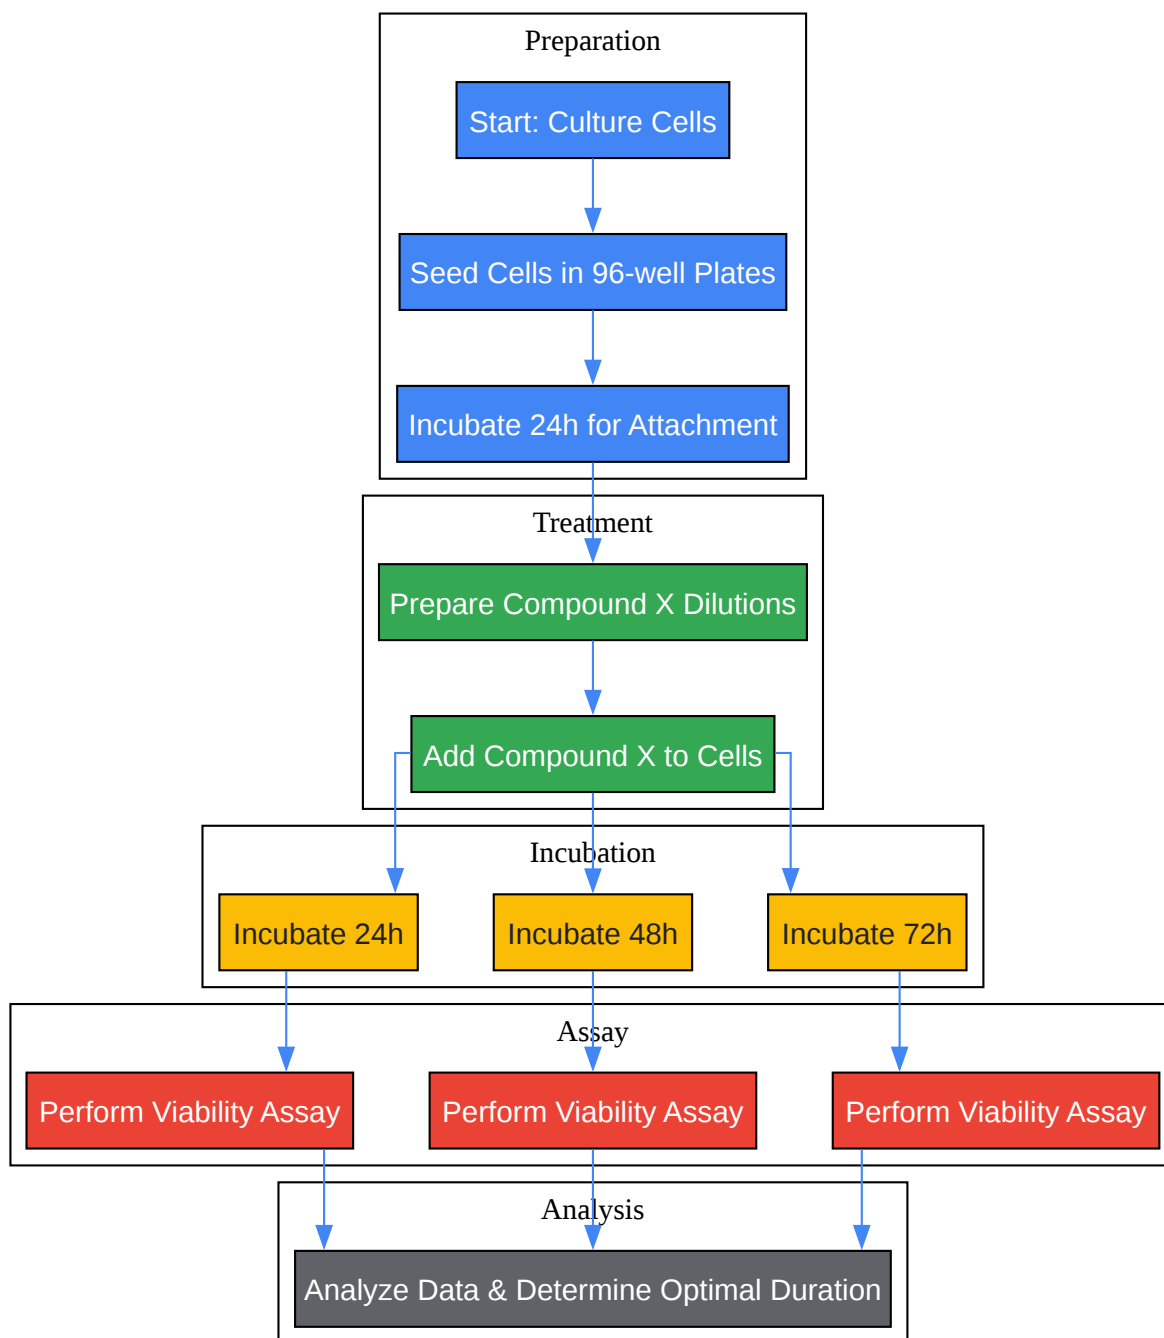 Preparation
Start: Culture Cells
Seed Cells in 96-well Plates
Incubate 24h for Attachment
Treatment
Prepare Compound X Dilutions
Add Compound X to Cells
Incubation
Incubate 24h
Incubate 48h
Incubate 72h
Assay
Perform Viability Assay
Perform Viability Assay
Perform Viability Assay
Analysis
Analyze Data & Determine Optimal Duration